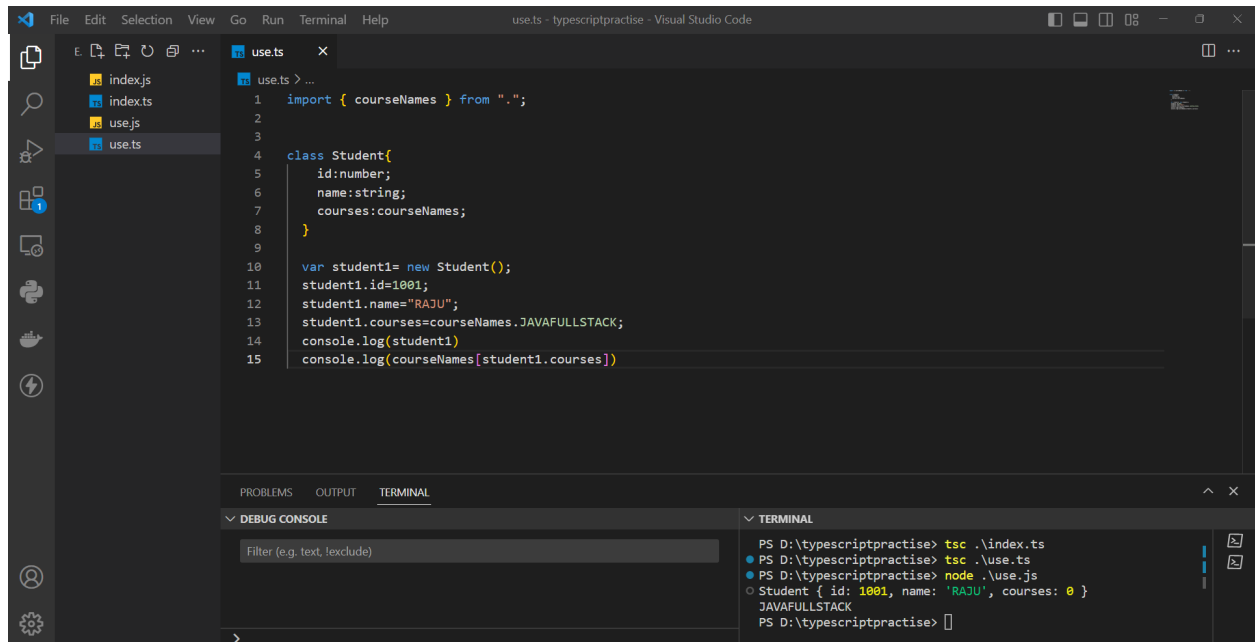 File Edit Selection View Go Run Terminal Help use.ts - typescriptpractise - Visual Studio Code
E.
index.js
index.ts
use.js
use.ts
1
use.ts
use.ts > ...
1 import { courseNames } from ".";
2
3
4 class Student{
5 id:number;
6 name:string;
7 courses:courseNames;
8 }
9
10 var student1= new Student();
11 student1.id=1001;
12 student1.name="RAJU";
13 student1.courses=courseNames.JAVAFULLSTACK;
14 console.log(student1)
15 console.log(courseNames[student1.courses])
PROBLEMS OUTPUT TERMINAL
DEBUG CONSOLE
Filter (e.g. text, !exclude)
>
TERMINAL
PS D:\typescriptpractise> tsc .\index.ts
PS D:\typescriptpractise> tsc .\use.ts
PS D:\typescriptpractise> node .\use.js
Student { id: 1001, name: 'RAJU', courses: 0 }
JAVAFULLSTACK
PS D:\typescriptpractise>